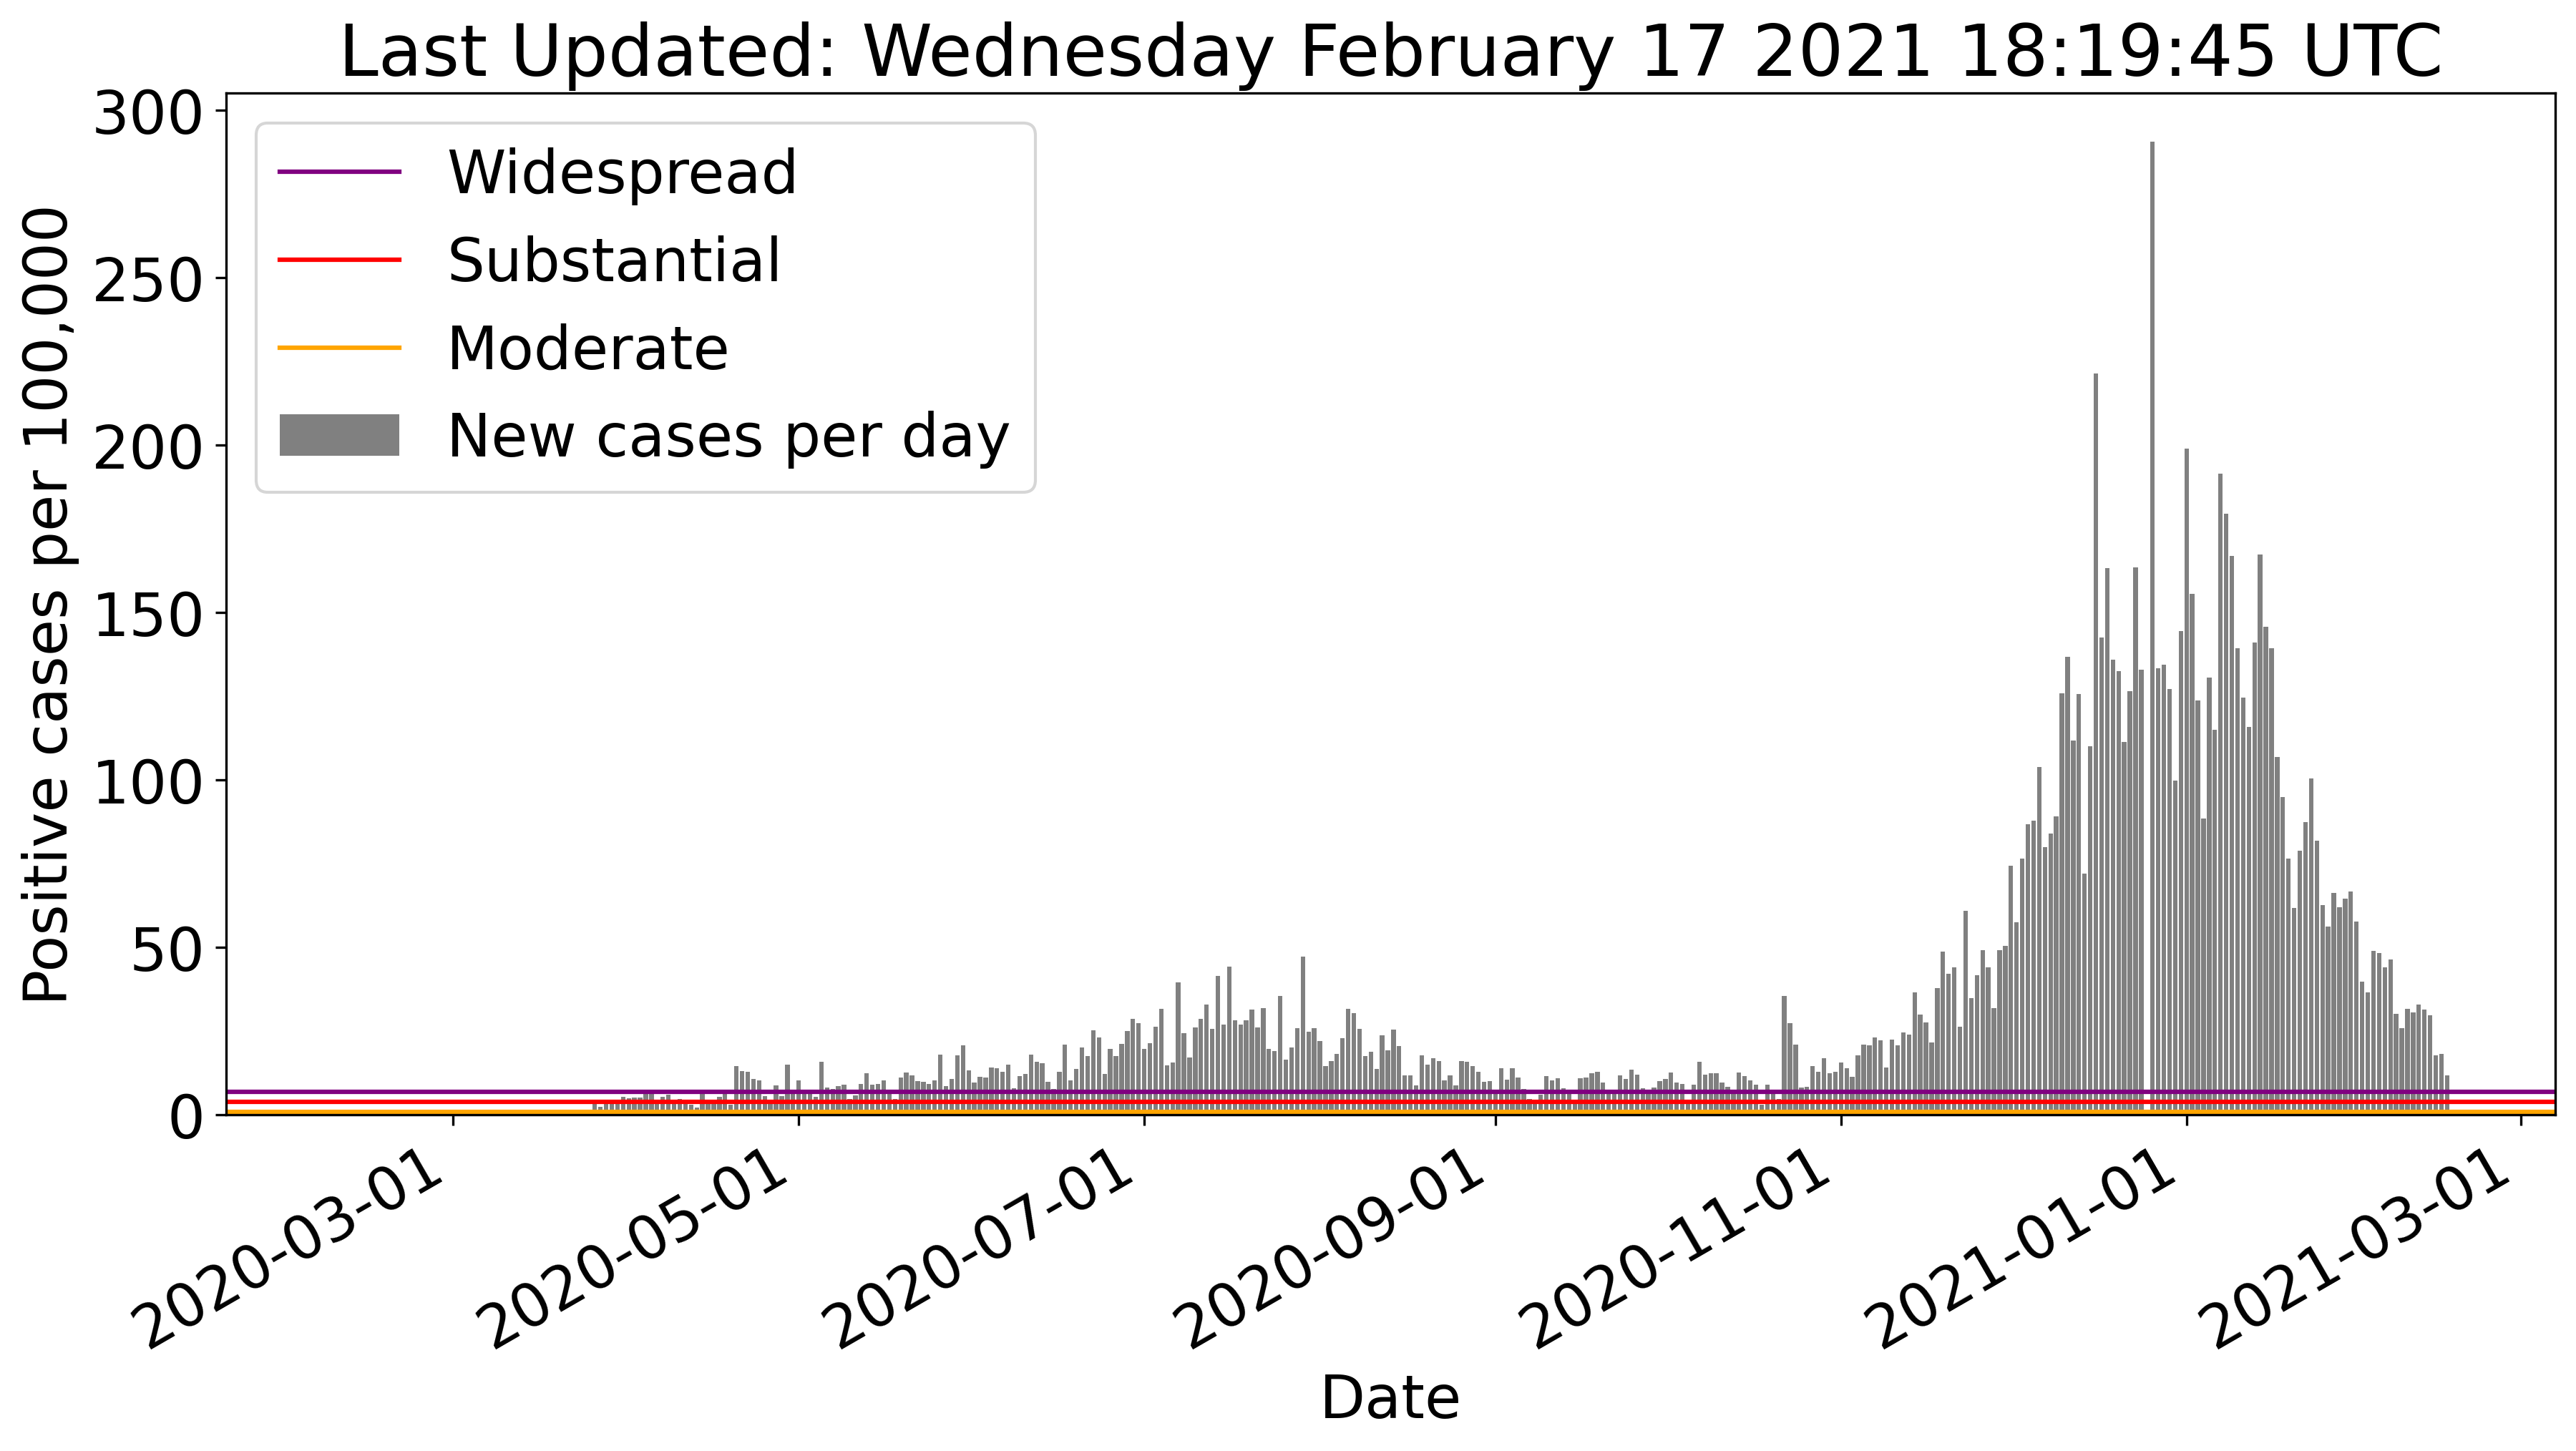 Last Updated: Wednesday February 17 2021 18:19:45 UTC
Positive cases per 100,000
300
250
200
150
100
50
0
Widespread
Substantial
Moderate
New cases per day
2020-03-01
2020-05-01
2020-07-01
2020-09-01
2020-11-01
2021-01-01
2021-03-01
Date